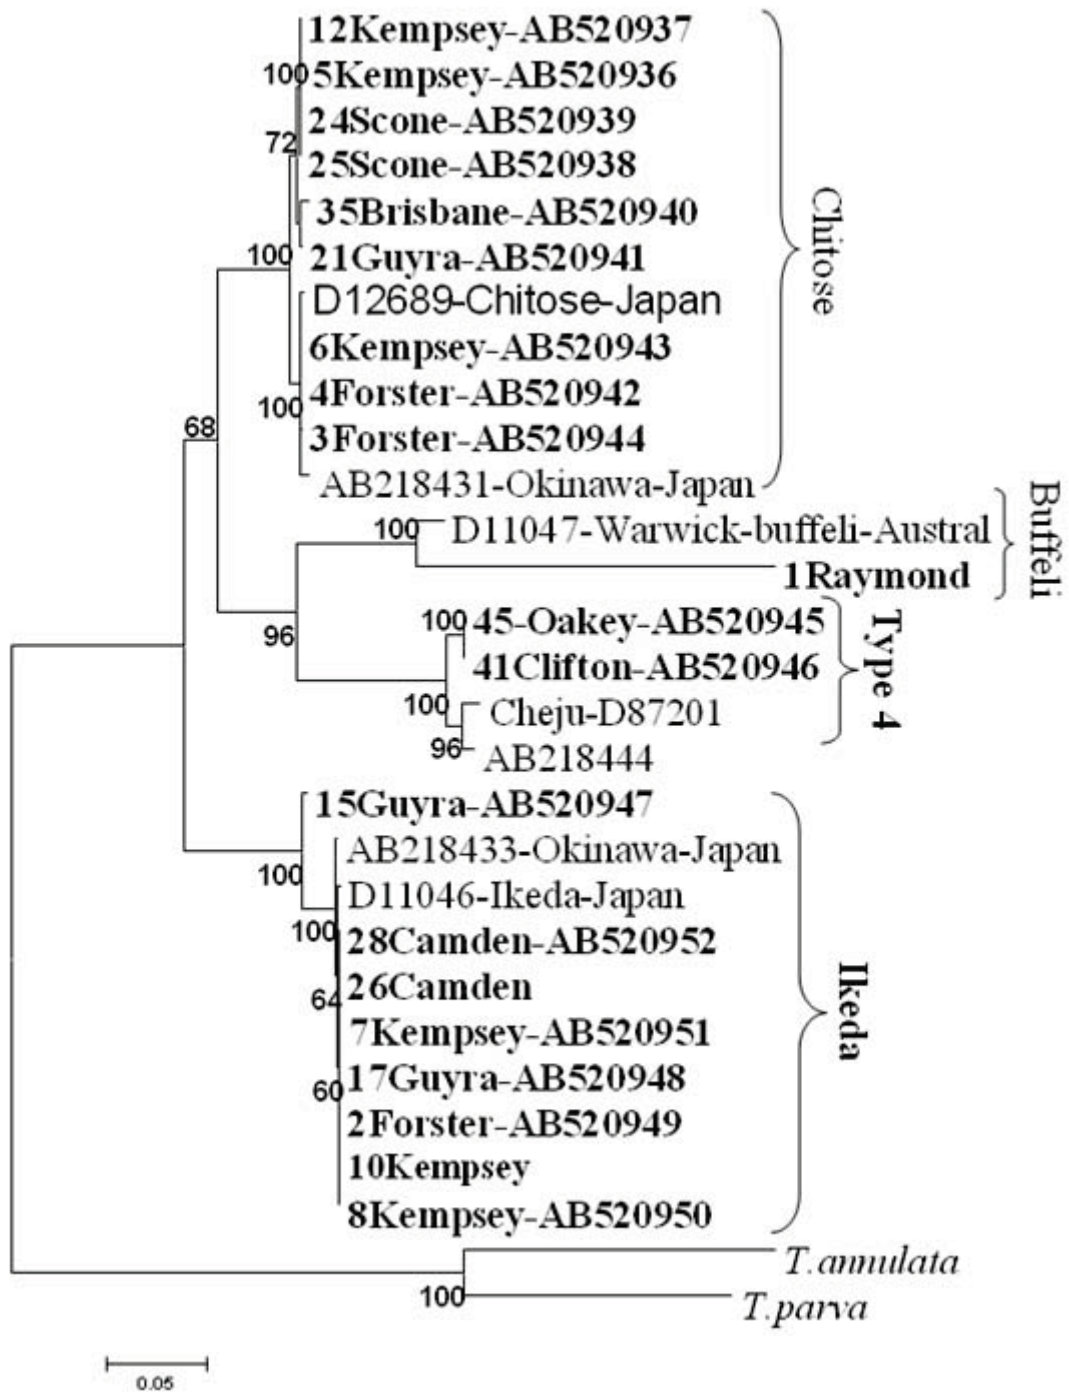 12Kempsey-AB520937
100
5Kempsey-AB520936
24Scone-AB520939
72
25Scone-AB520938
35Brisbane-AB520940
Chitose
100
21Guyra-AB520941
D12689-Chitose-Japan
6Kempsey-AB520943
4Forster-AB520942
100
3Forster-AB520944
68
AB218431-Okinawa-Japan
100
D11047-Warwick-buffeli-Austral
Buffeli
1Raymond
100
45-Oakey-AB520945
96
41Clifton-AB520946
Type 4
100
Cheju-D87201
96
AB218444
15Guyra-AB520947
AB218433-Okinawa-Japan
100
D11046-Ikeda-Japan
100
28Camden-AB520952
64
26Camden
Ikeda
7Kempsey-AB520951
60
17Guyra-AB520948
2Forster-AB520949
10Kempsey
8Kempsey-AB520950
T.annulata
100
T.parva
0.05